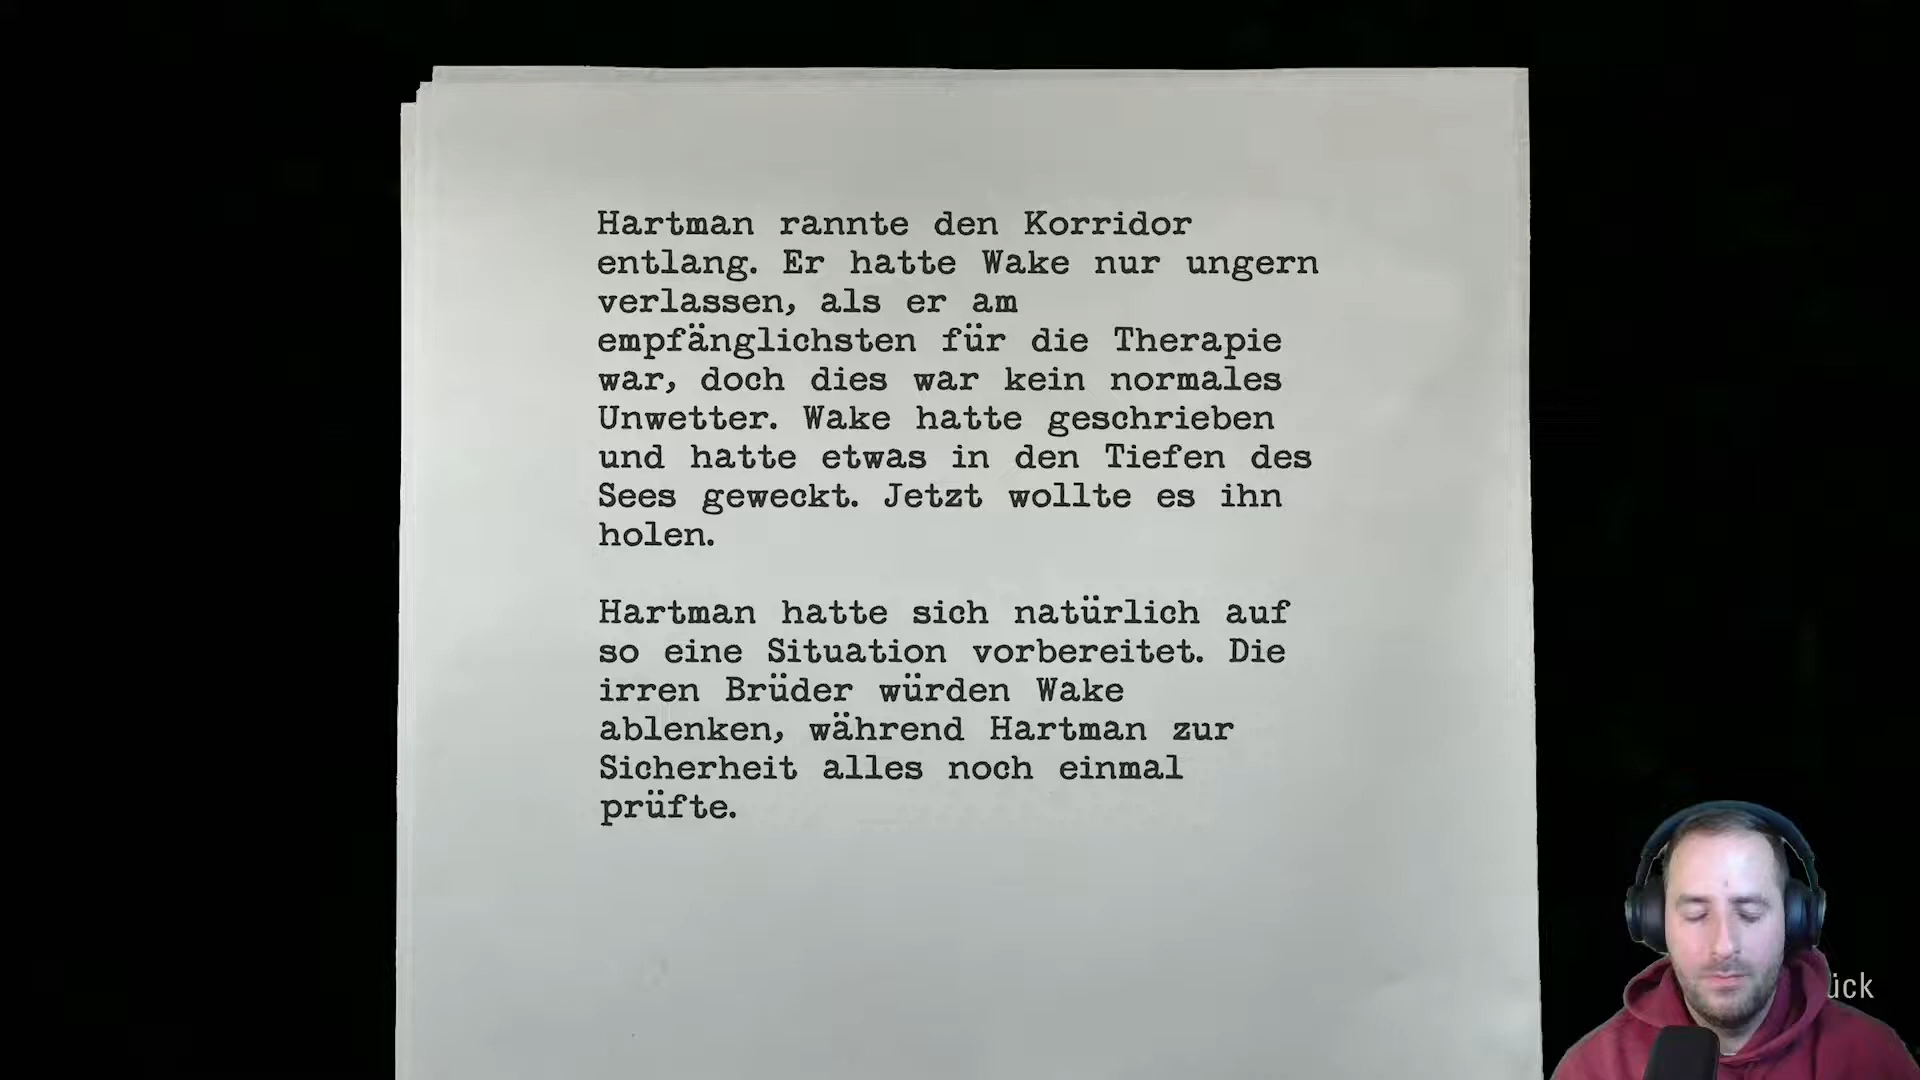 Hartman rannte den Korridor
entlang. Er hatte Wake nur ungern
verlassen, als er am
empfänglichsten für die Therapie
war, doch dies war kein normales
Unwetter. Wake hatte geschrieben
und hatte etwas in den Tiefen des
Sees geweckt. Jetzt wollte es ihn
holen.
Hartman hatte sich natürlich auf
so eine Situation vorbereitet. Die
irren Brüder würden Wake
ablenken, während Hartman zur
Sicherheit alles noch einmal
prüfte.